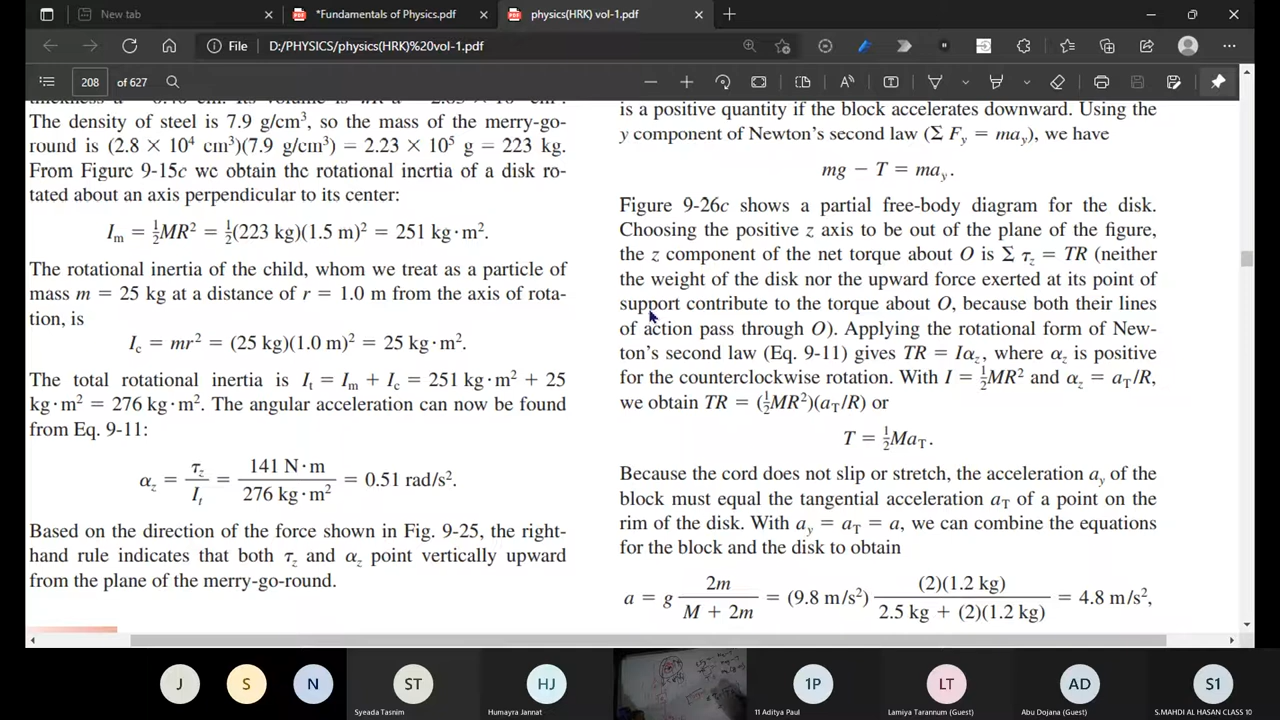 New tab
*Fundamentals of Physics.pdf
physics(HRK) vol-1.pdf
File
D:/PHYSICS/physics(HRK)%20vol-1.pdf
208 of 627
The density of steel is 7.9 g/cm³, so the mass of the merry-go-
round is (2.8 × 10⁴ cm³)(7.9 g/cm³) = 2.23 × 10⁵ g = 223 kg.
From Figure 9-15c we obtain the rotational inertia of a disk ro-
tated about an axis perpendicular to its center:
Iₘ = ½MR² = ½(223 kg)(1.5 m)² = 251 kg·m².
The rotational inertia of the child, whom we treat as a particle of
mass m = 25 kg at a distance of r = 1.0 m from the axis of rota-
tion, is
I_c = mr² = (25 kg)(1.0 m)² = 25 kg·m².
The total rotational inertia is Iₜ = Iₘ + I_c = 251 kg·m² + 25
kg·m² = 276 kg·m². The angular acceleration can now be found
from Eq. 9-11:
α_z = τ_z / Iₜ = 141 N·m / 276 kg·m² = 0.51 rad/s².
Based on the direction of the force shown in Fig. 9-25, the right-
hand rule indicates that both τ_z and α_z point vertically upward
from the plane of the merry-go-round.
is a positive quantity if the block accelerates downward. Using the
y component of Newton's second law (Σ F_y = ma_y), we have
mg − T = ma_y.
Figure 9-26c shows a partial free-body diagram for the disk.
Choosing the positive z axis to be out of the plane of the figure,
the z component of the net torque about O is Σ τ_z = TR (neither
the weight of the disk nor the upward force exerted at its point of
support contribute to the torque about O, because both their lines
of action pass through O). Applying the rotational form of New-
ton's second law (Eq. 9-11) gives TR = Iα_z, where α_z is positive
for the counterclockwise rotation. With I = ½MR² and α_z = a_T/R,
we obtain TR = (½MR²)(a_T/R) or
T = ½Ma_T.
Because the cord does not slip or stretch, the acceleration a_y of the
block must equal the tangential acceleration a_T of a point on the
rim of the disk. With a_y = a_T = a, we can combine the equations
for the block and the disk to obtain
a = g 2m / M + 2m = (9.8 m/s²) (2)(1.2 kg) / 2.5 kg + (2)(1.2 kg) = 4.8 m/s²,
J
S
N
ST
Syeada Tasnim
HJ
Humayra Jannat
1P
11 Aditya Paul
LT
Lamiya Tarannum (Guest)
AD
Abu Dojana (Guest)
S1
S.MAHDI AL HASAN CLASS 10